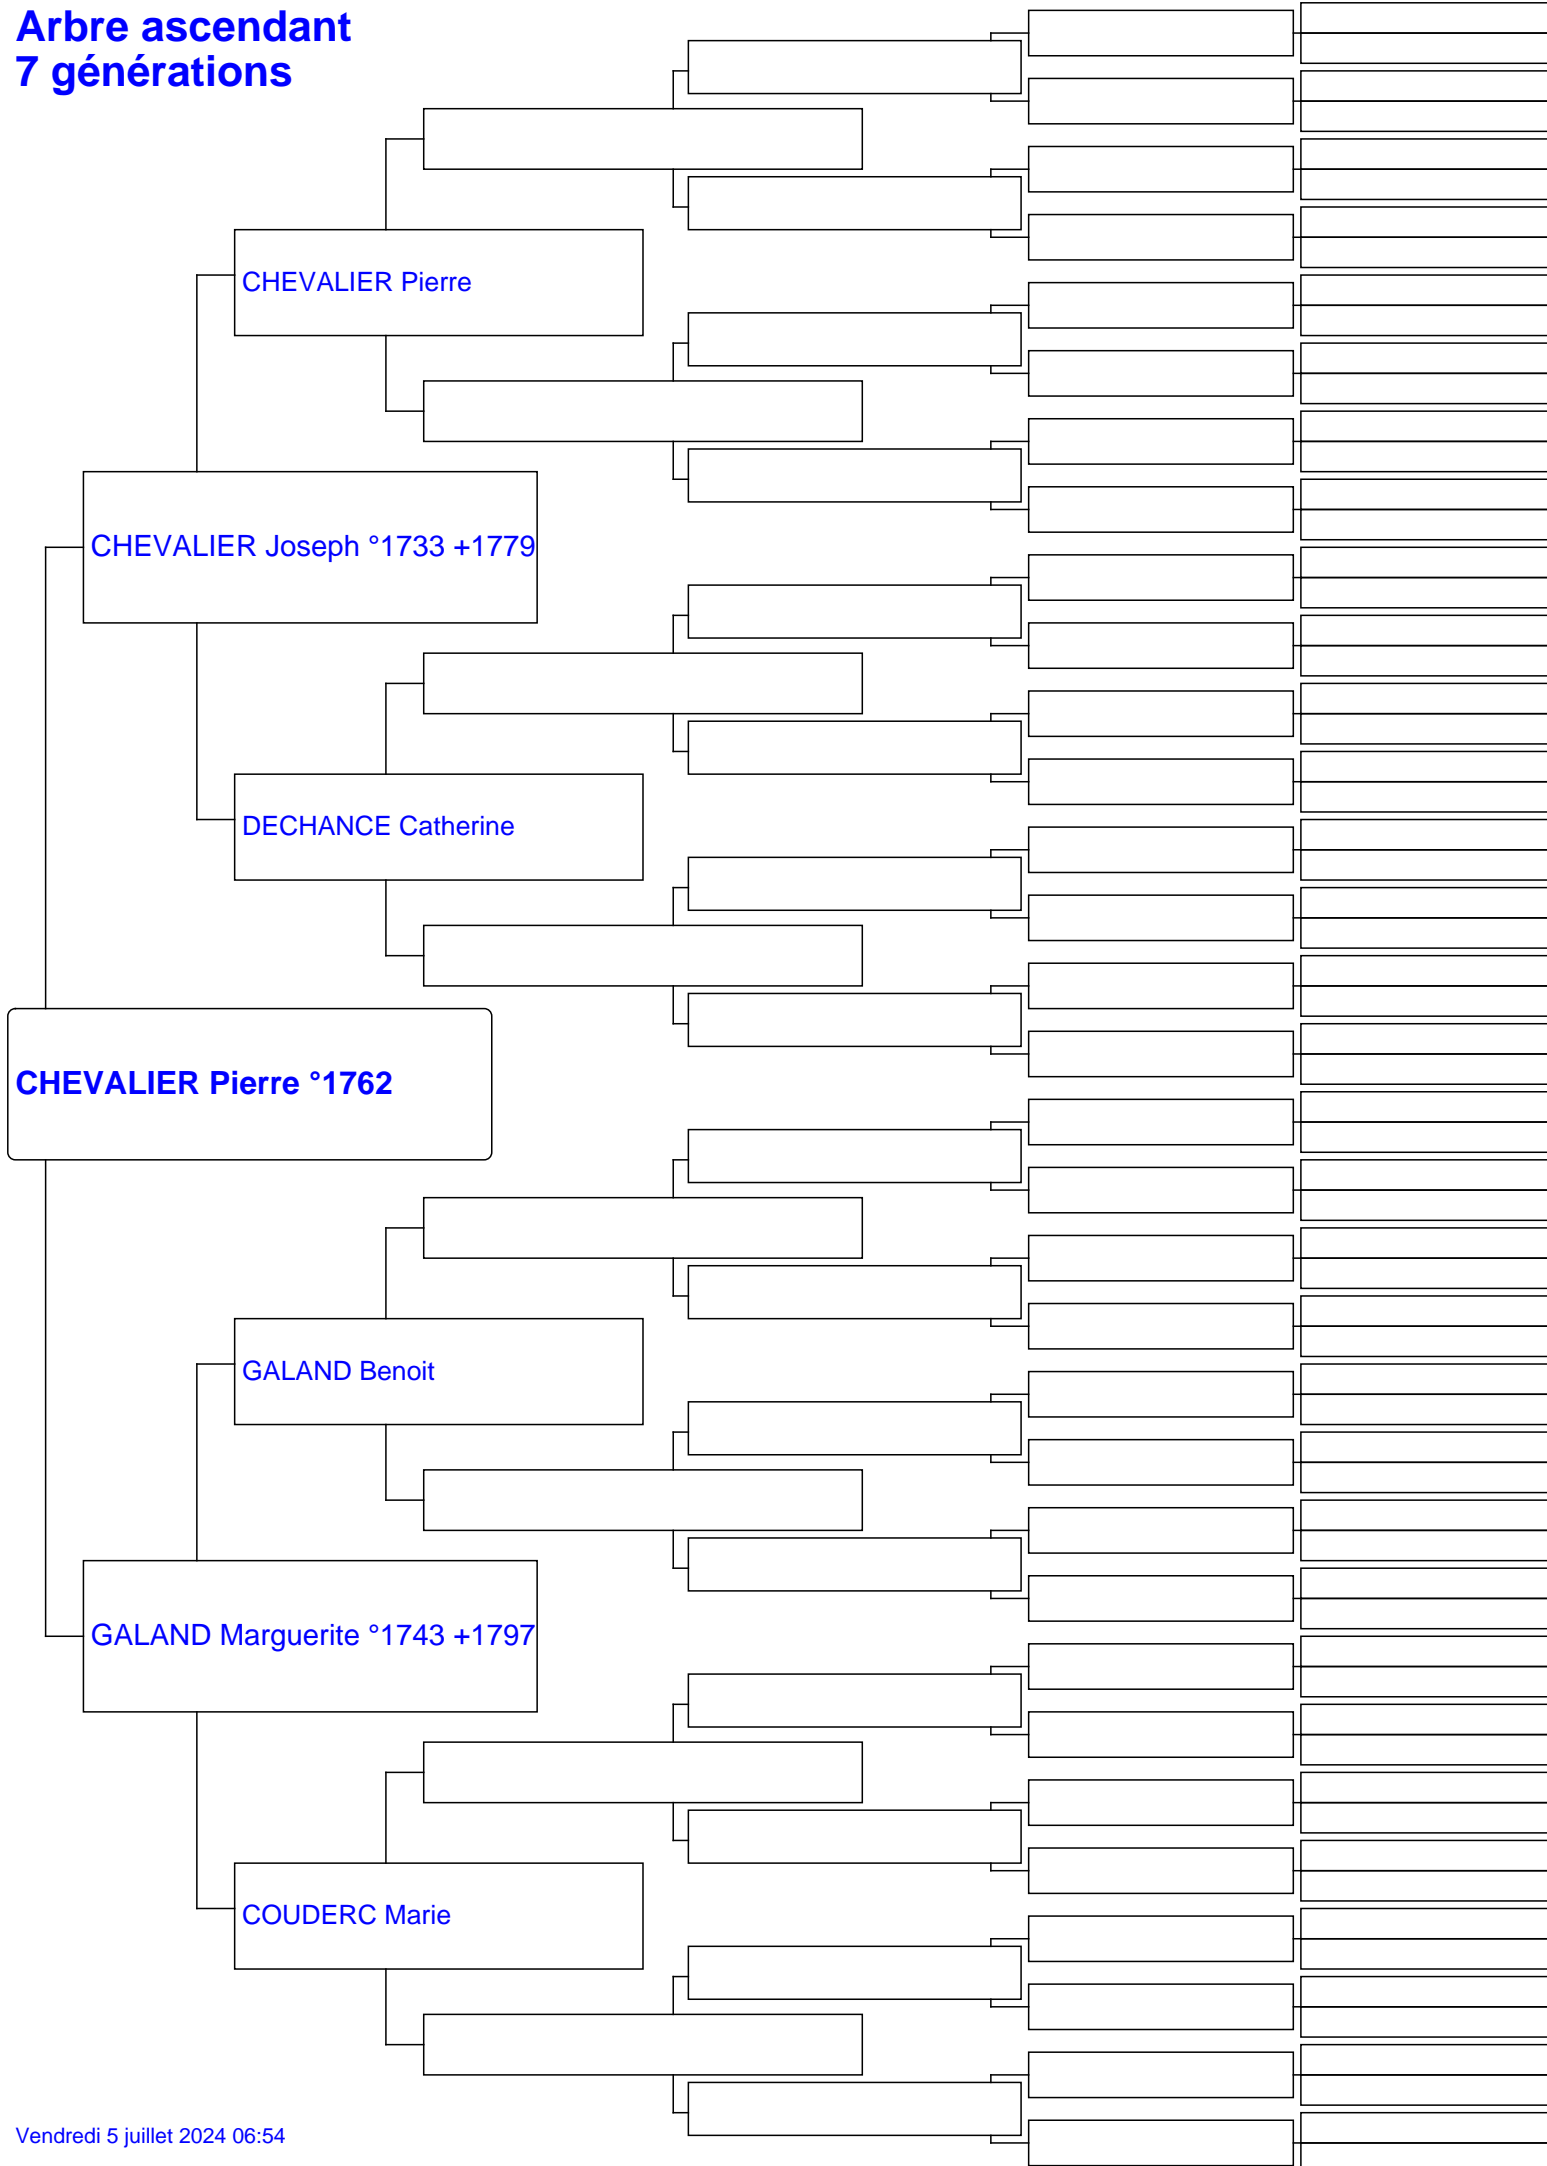 Arbre ascendant
7 générations
CHEVALIER Pierre
CHEVALIER Joseph °1733 +1779
DECHANCE Catherine
CHEVALIER Pierre °1762
GALAND Benoit
GALAND Marguerite °1743 +1797
COUDERC Marie
Vendredi 5 juillet 2024 06:54